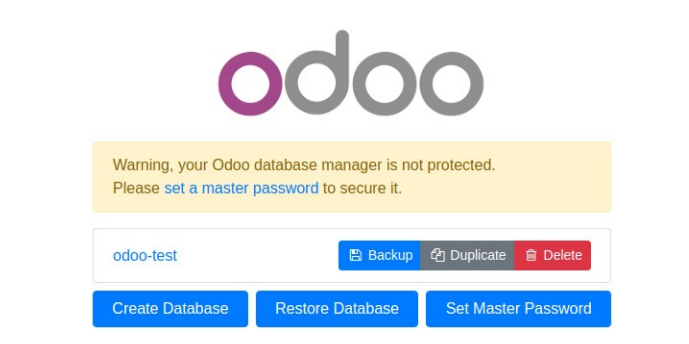 odoo
Warning, your Odoo database manager is not protected.
Please set a master password to secure it.
odoo-test Backup Duplicate Delete
Create Database Restore Database Set Master Password